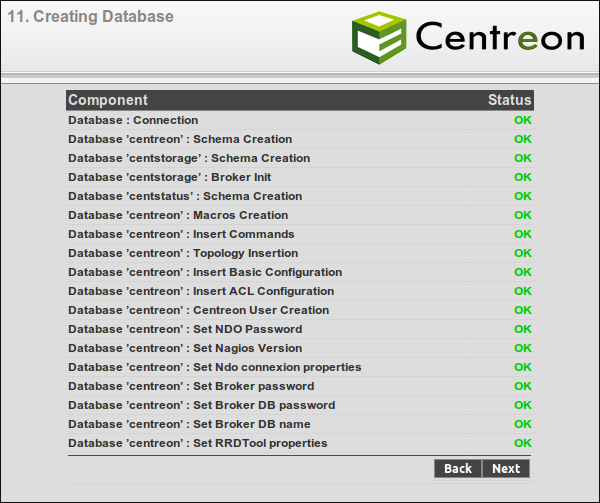 11. Creating Database
Centreon
Component Status
Database : Connection OK
Database 'centreon' : Schema Creation OK
Database 'centstorage' : Schema Creation OK
Database 'centstorage' : Broker Init OK
Database 'centstatus' : Schema Creation OK
Database 'centreon' : Macros Creation OK
Database 'centreon' : Insert Commands OK
Database 'centreon' : Topology Insertion OK
Database 'centreon' : Insert Basic Configuration OK
Database 'centreon' : Insert ACL Configuration OK
Database 'centreon' : Centreon User Creation OK
Database 'centreon' : Set NDO Password OK
Database 'centreon' : Set Nagios Version OK
Database 'centreon' : Set Ndo connexion properties OK
Database 'centreon' : Set Broker password OK
Database 'centreon' : Set Broker DB password OK
Database 'centreon' : Set Broker DB name OK
Database 'centreon' : Set RRDTool properties OK
Back Next